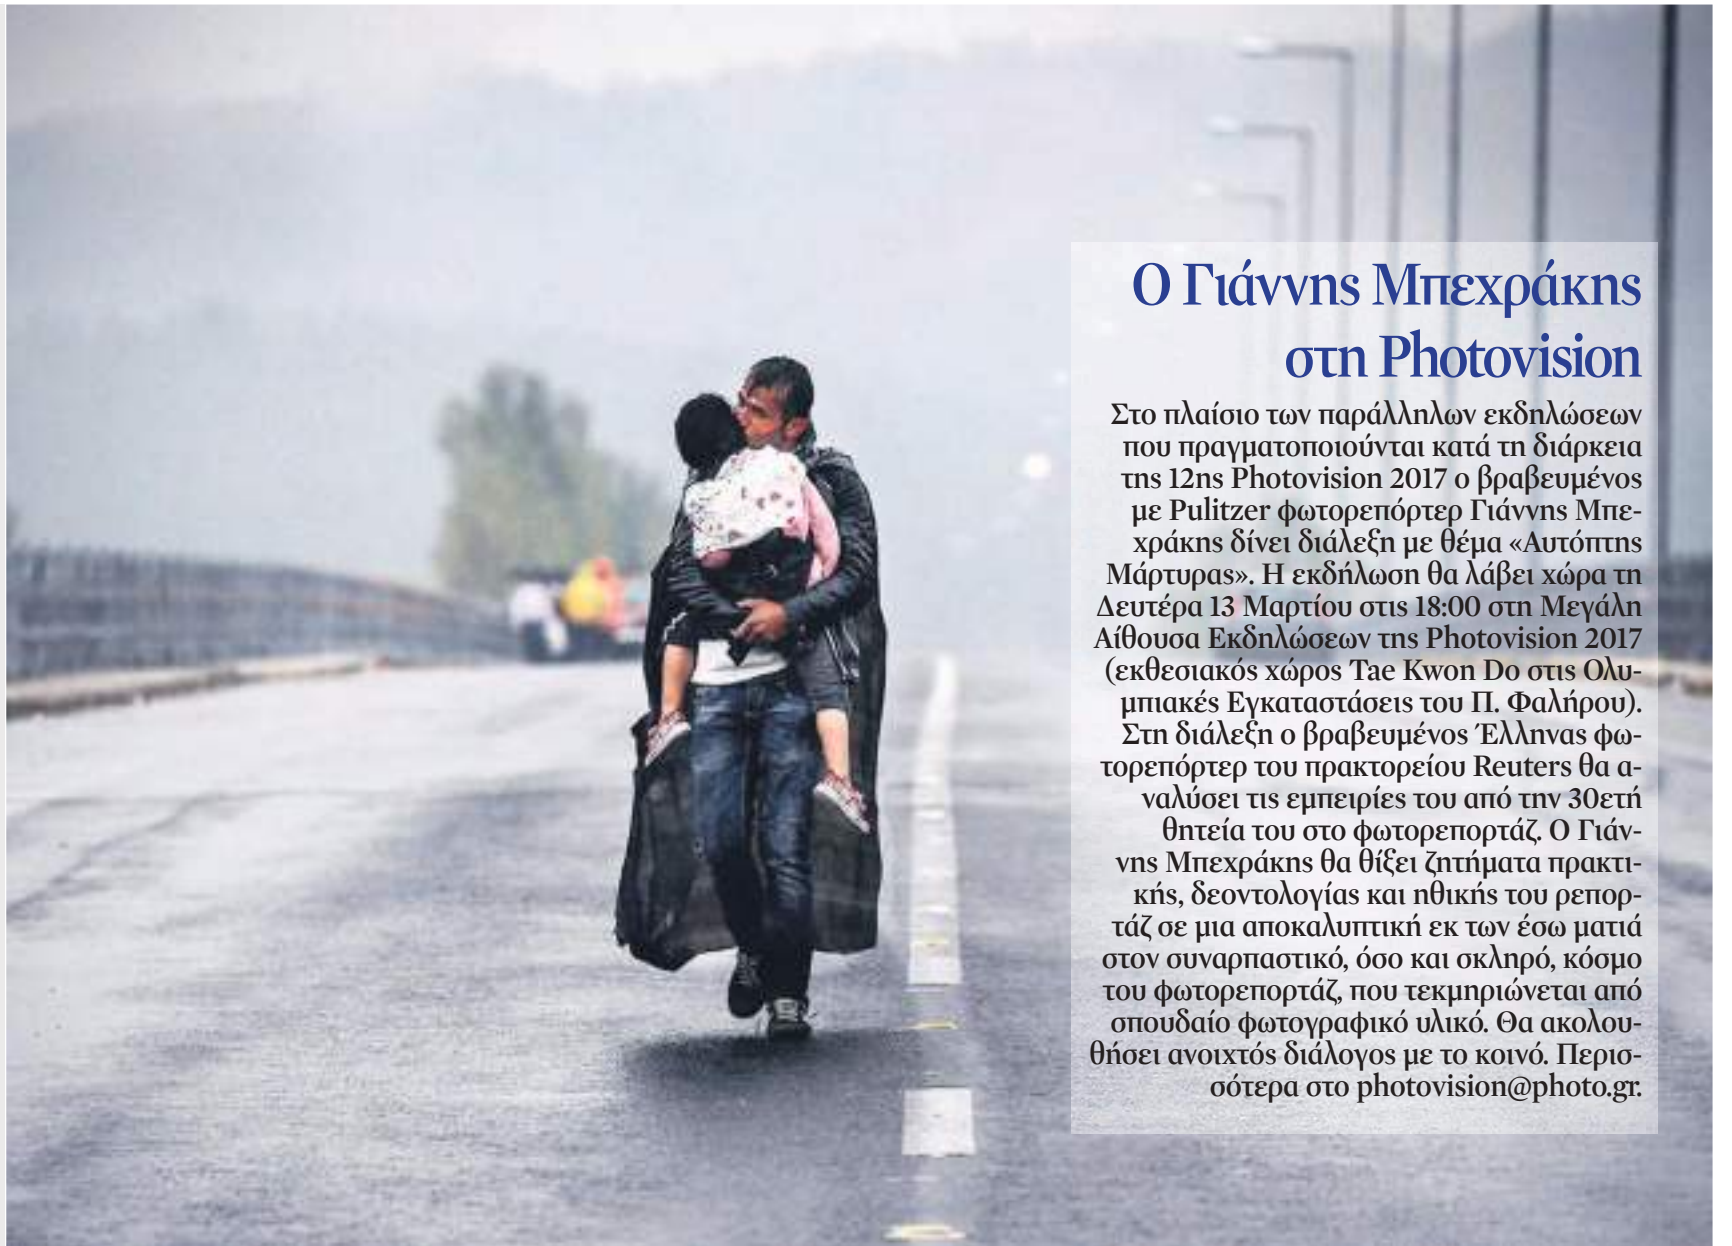 Ο Γιάννης Μπεχράκης
στη Photovision
Στο πλαίσιο των παράλληλων εκδηλώσεων
που πραγματοποιούνται κατά τη διάρκεια
της 12ης Photovision 2017 ο βραβευμένος
με Pulitzer φωτορεπόρτερ Γιάννης Μπε-
χράκης δίνει διάλεξη με θέμα «Αυτόπτης
Μάρτυρας». Η εκδήλωση θα λάβει χώρα τη
Δευτέρα 13 Μαρτίου στις 18:00 στη Μεγάλη
Αίθουσα Εκδηλώσεων της Photovision 2017
(εκθεσιακός χώρος Tae Kwon Do στις Ολυ-
μπιακές Εγκαταστάσεις του Π. Φαλήρου).
Στη διάλεξη ο βραβευμένος Έλληνας φω-
τορεπόρτερ του πρακτορείου Reuters θα α-
ναλύσει τις εμπειρίες του από την 30ετή
θητεία του στο φωτορεπορτάζ. Ο Γιάν-
νης Μπεχράκης θα θίξει ζητήματα πρακτι-
κής, δεοντολογίας και ηθικής του ρεπορ-
τάζ σε μια αποκαλυπτική εκ των έσω ματιά
στον συναρπαστικό, όσο και σκληρό, κόσμο
του φωτορεπορτάζ, που τεκμηριώνεται από
σπουδαίο φωτογραφικό υλικό. Θα ακολου-
θήσει ανοιχτός διάλογος με το κοινό. Περισ-
σότερα στο photovision@photo.gr.